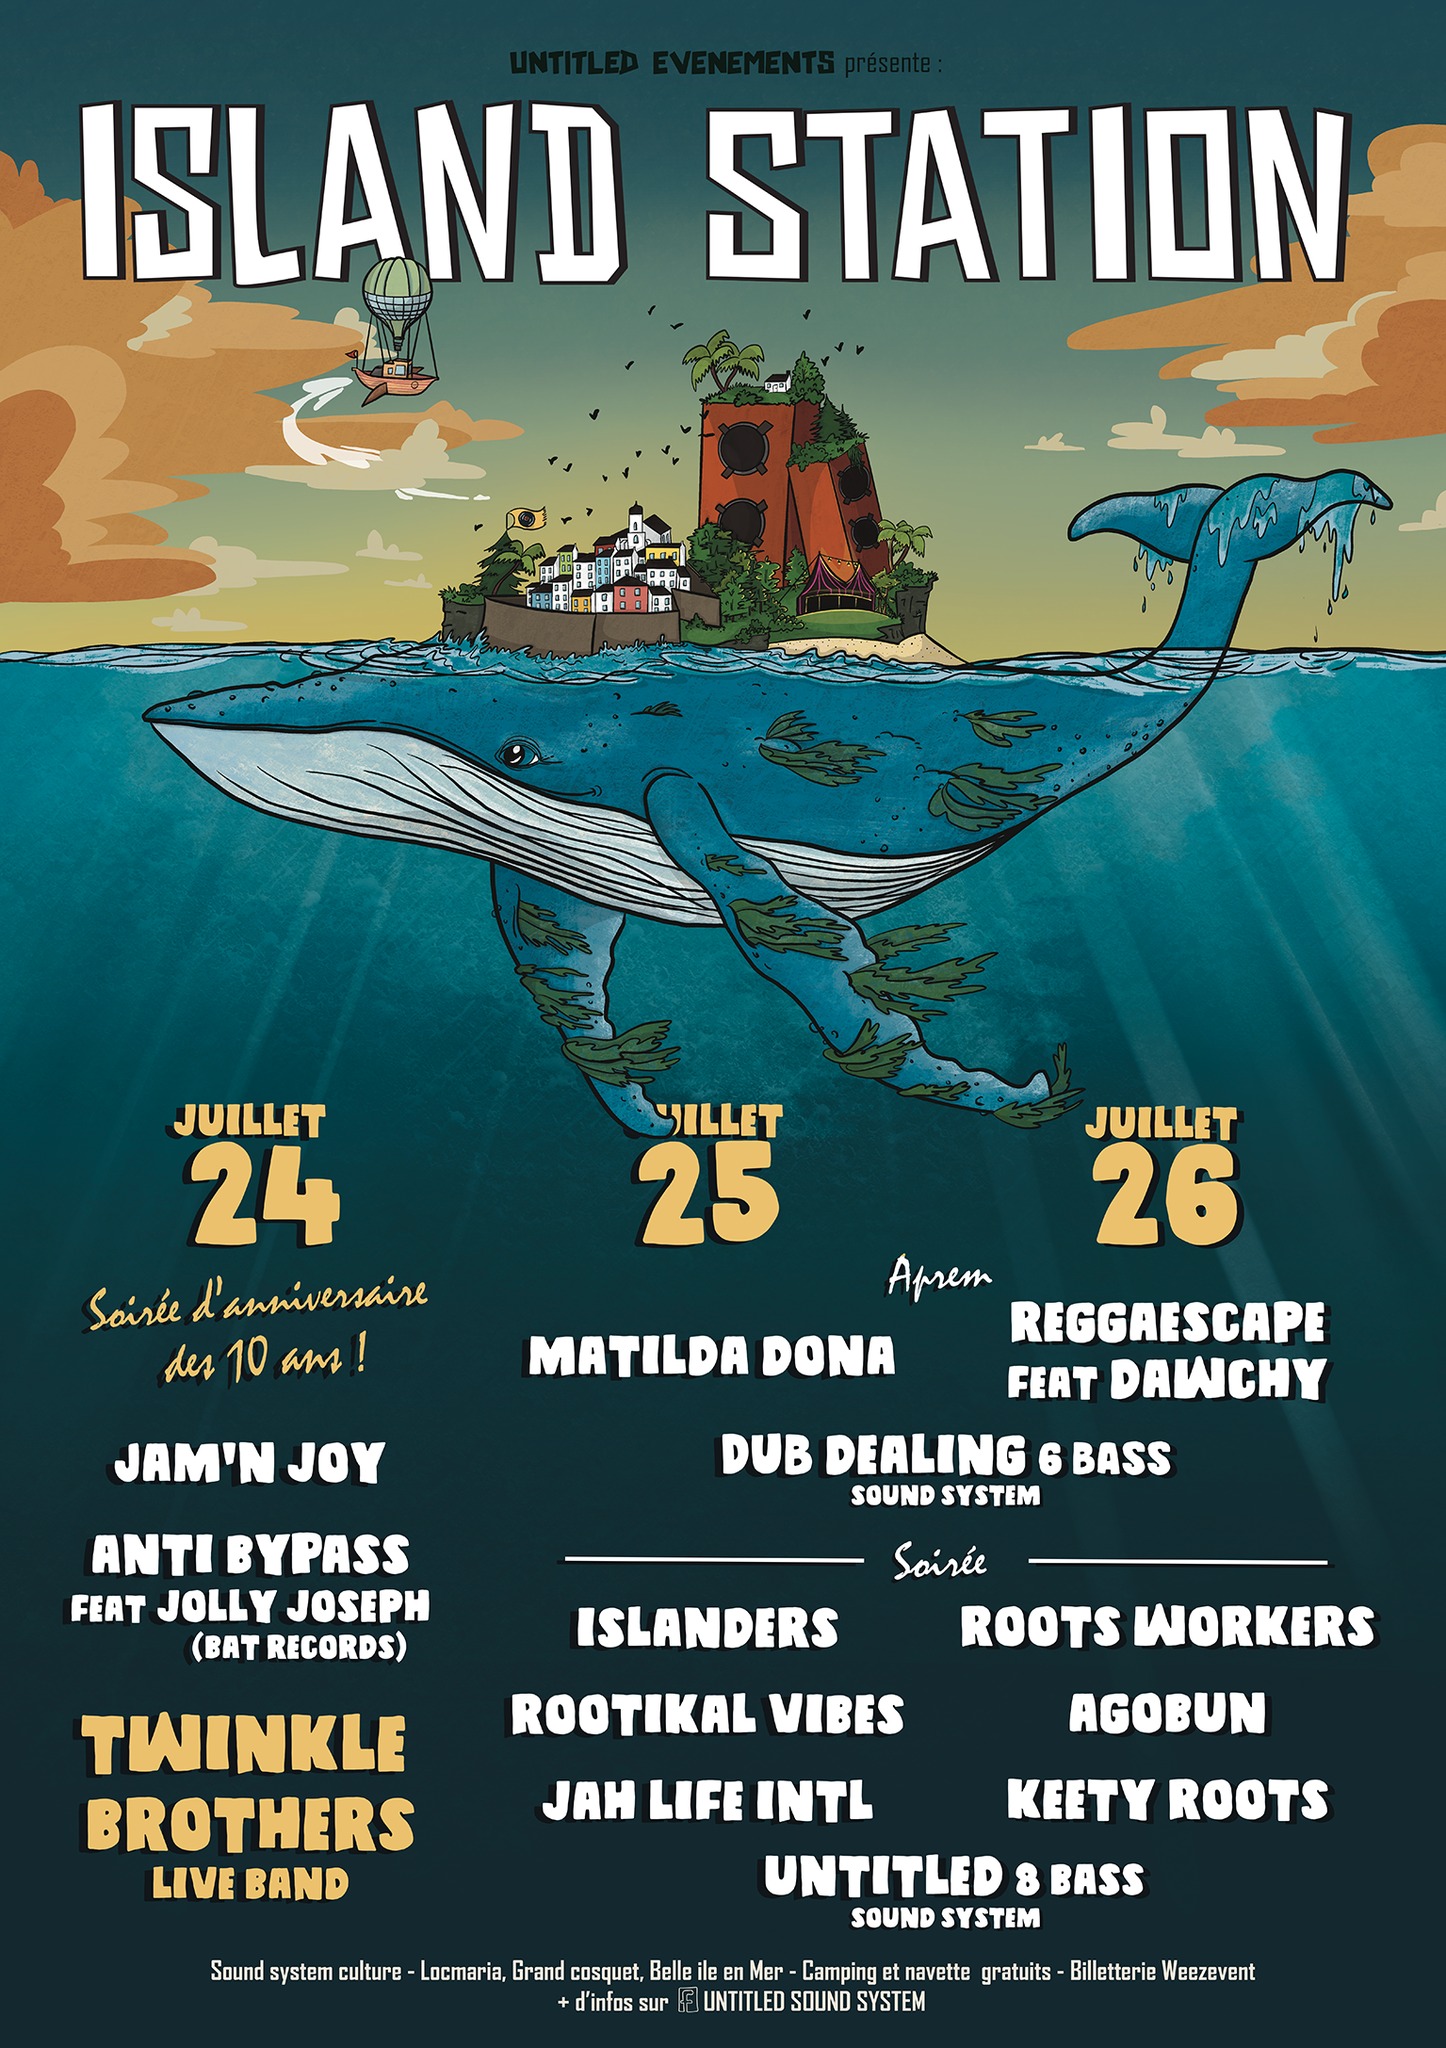 UNTITLED EVENEMENTS présente :
ISLAND STATION
JUILLET
24
Soirée d'anniversaire
des 10 ans !
JAM'N JOY
ANTI BYPASS
FEAT JOLLY JOSEPH
(BAT RECORDS)
TWINKLE
BROTHERS
LIVE BAND
JUILLET
25
JUILLET
26
Aprem
MATILDA DONA
REGGAESCAPE
FEAT DAWCHY
DUB DEALING 6 BASS
SOUND SYSTEM
Soirée
ISLANDERS
ROOTS WORKERS
ROOTIKAL VIBES
AGOBUN
JAH LIFE INTL
KEETY ROOTS
UNTITLED 8 BASS
SOUND SYSTEM
Sound system culture - Locmaria, Grand cosquet, Belle ile en Mer - Camping et navette gratuits - Billetterie Weezevent
+ d'infos sur f UNTITLED SOUND SYSTEM